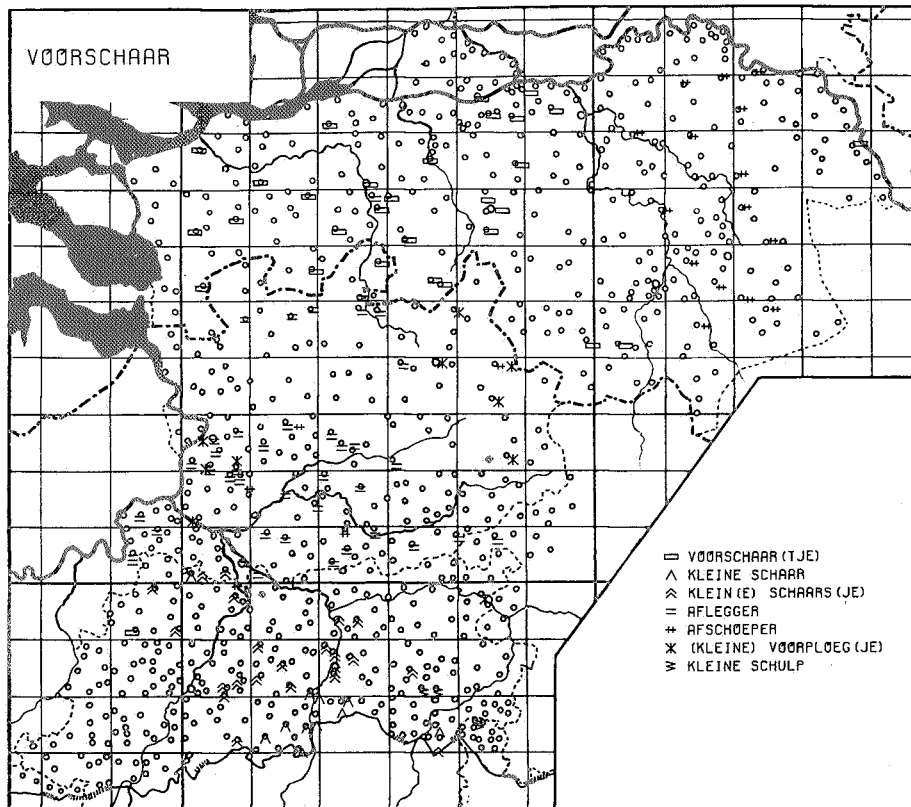 VOORSCHAAR
VOORSCHAAR(TJE)
KLEINE SCHAAR
KLEIN(E) SCHAARS(JE)
AFLEGGER
AFSCHOEPER
(KLEINE) VOORPLOEG(JE)
KLEINE SCHULP